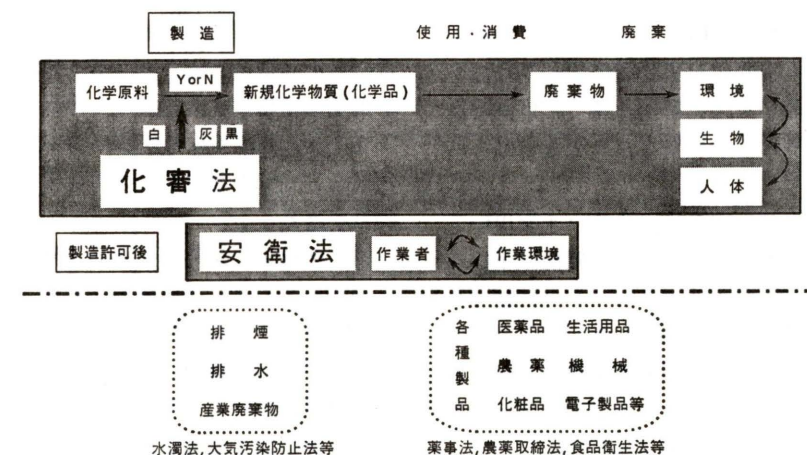 製造
使用・消費
廃棄
化学原料
Y or N
新規化学物質(化学品)
廃棄物
環境
白
灰
黒
生物
化審法
人体
製造許可後
安衛法
作業者
作業環境
排煙
排水
産業廃棄物
各種製品
医薬品 生活用品
農薬 機械
化粧品 電子製品等
水濁法,大気汚染防止法等
薬事法,農薬取締法,食品衛生法等